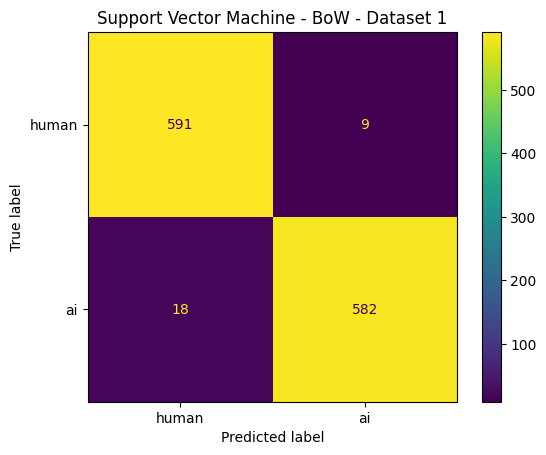 Support Vector Machine - BoW - Dataset 1
human
591
9
ai
18
582
human
ai
True label
Predicted label
500
400
300
200
100